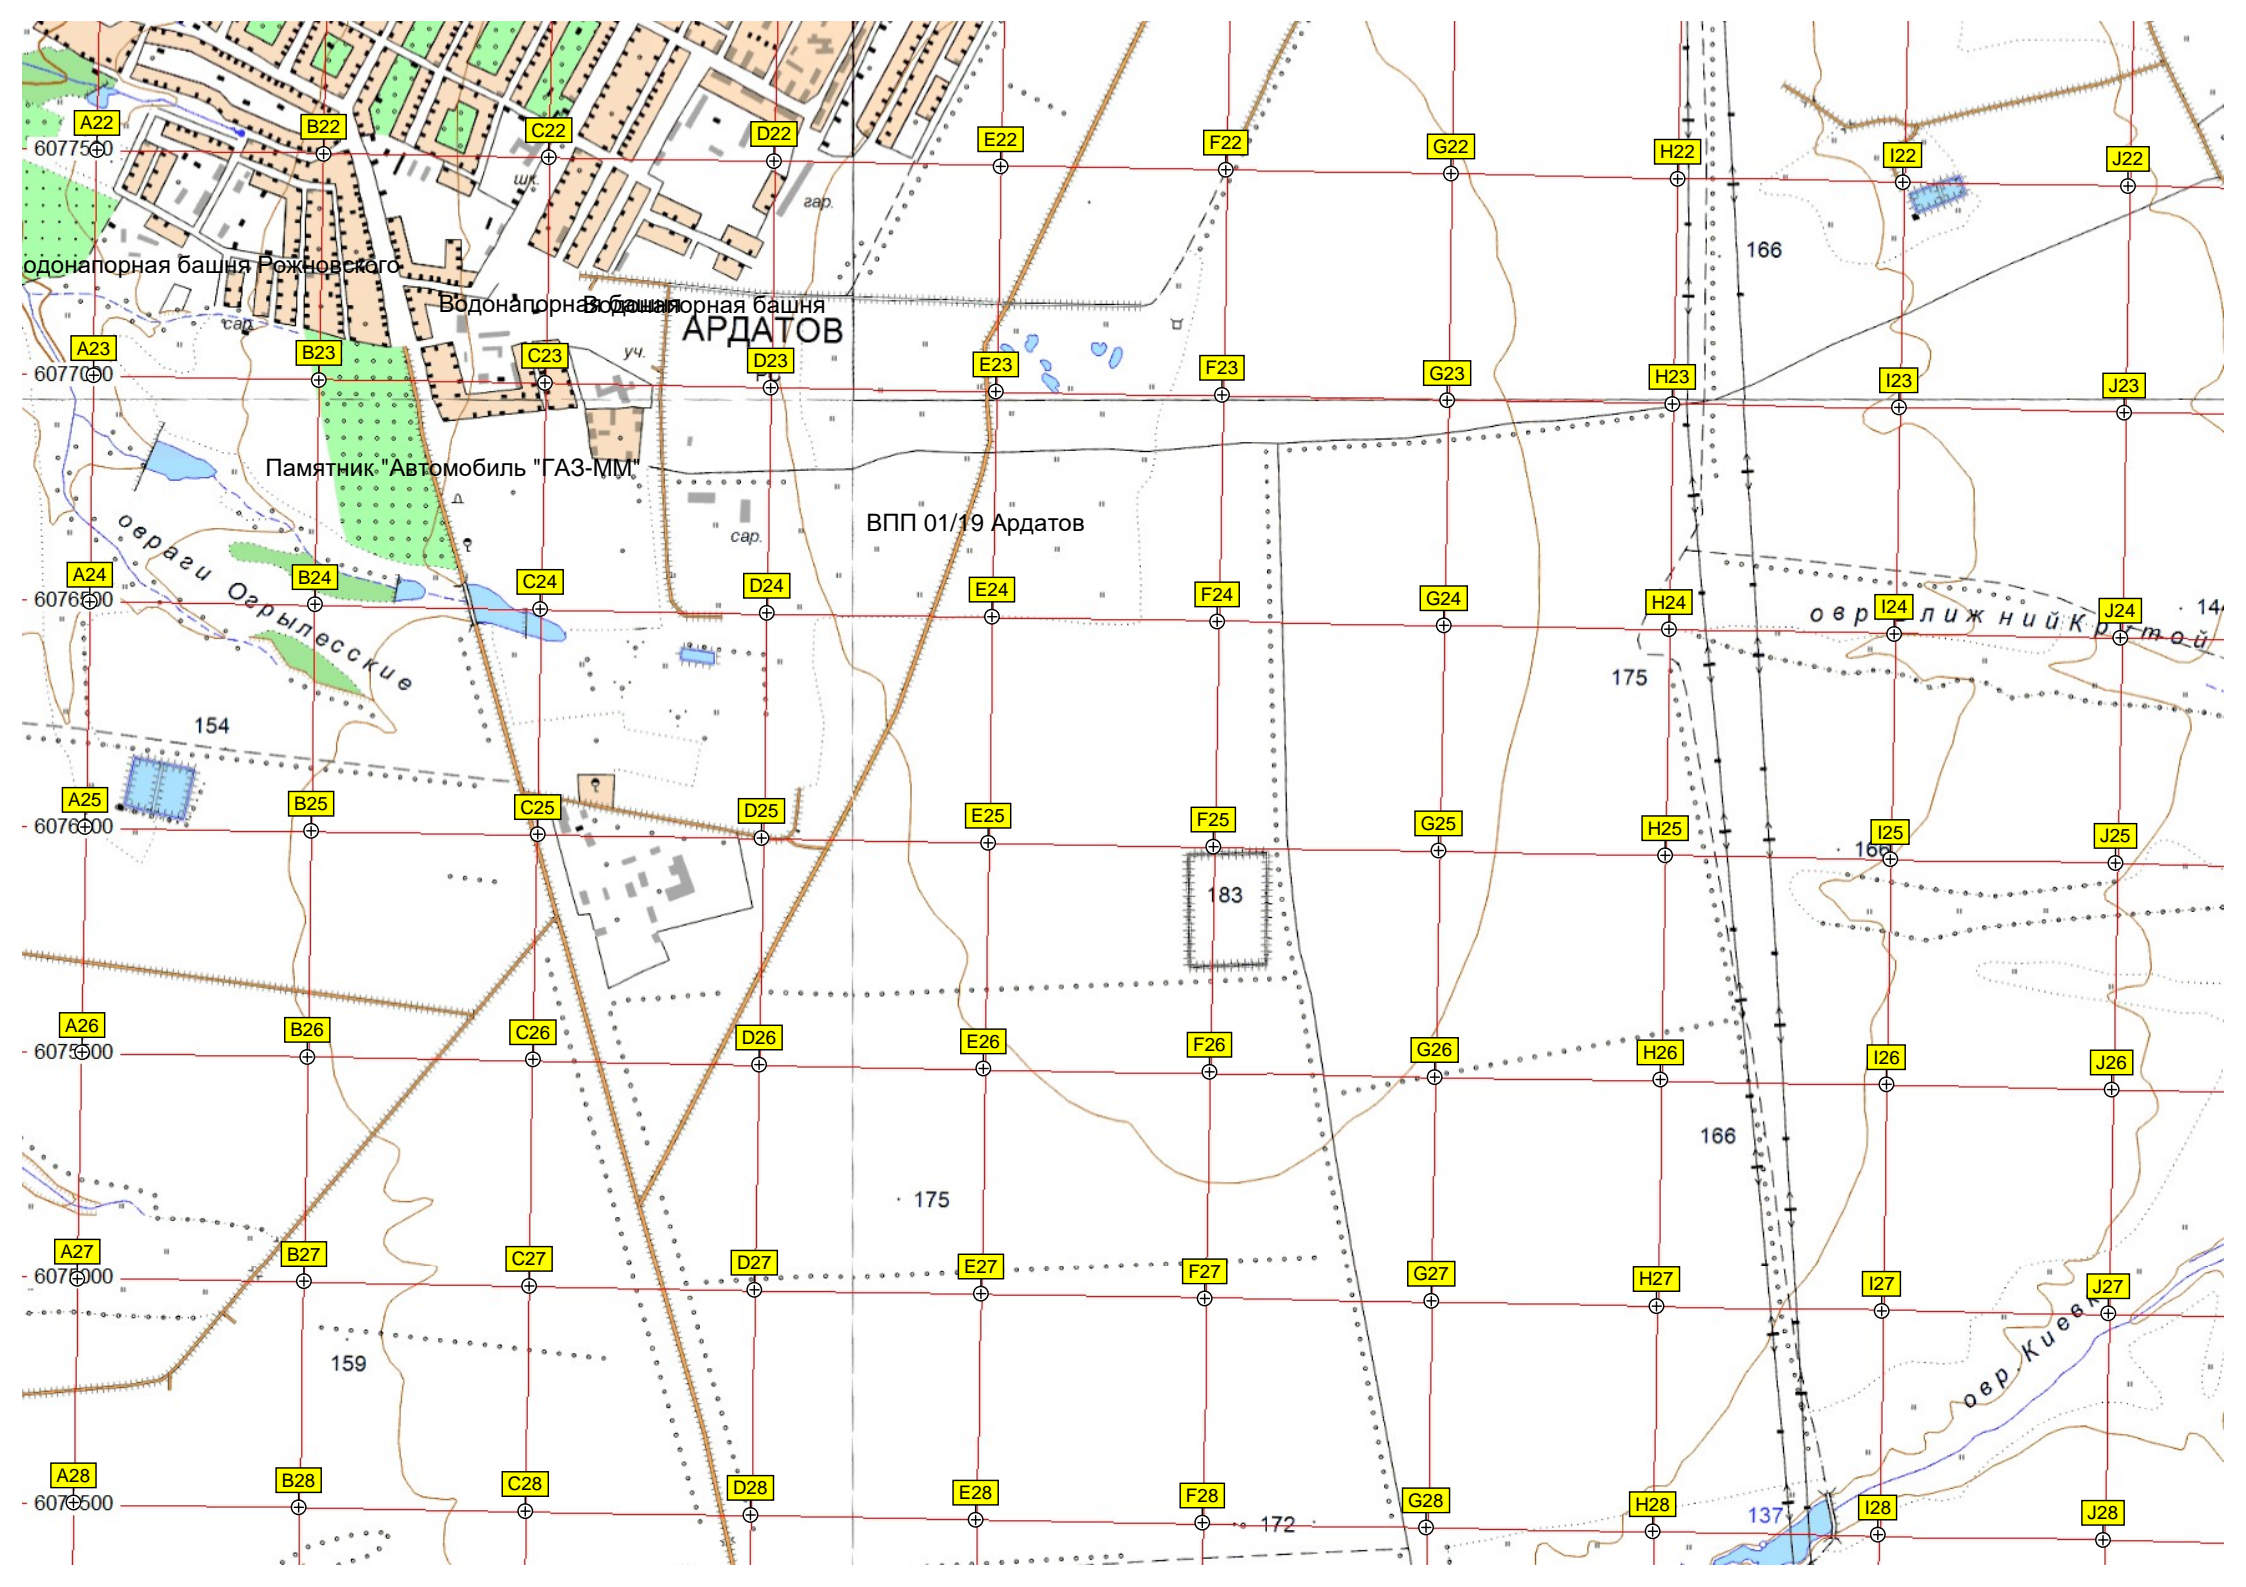 A22
B22
C22
D22
E22
F22
G22
H22
I22
J22
6077500
шк.
гар.
166
одонапорная башня Рожновского
Водонапорная башня
Водонапорная башня
сар.
АРДАТОВ
уч.
A23
B23
C23
D23
E23
F23
G23
H23
I23
J23
6077000
Памятник "Автомобиль "ГАЗ-ММ"
ВПП 01/19 Ардатов
сар.
овраги Огрылесские
A24
B24
C24
D24
E24
F24
G24
H24
I24
J24
6076500
175
154
A25
B25
C25
D25
E25
F25
G25
H25
I25
J25
6076000
166
183
A26
B26
C26
D26
E26
F26
G26
H26
I26
J26
6075500
166
175
A27
B27
C27
D27
E27
F27
G27
H27
I27
J27
6075000
159
овр. Киевк
A28
B28
C28
D28
E28
F28
G28
H28
I28
J28
6074500
172
137